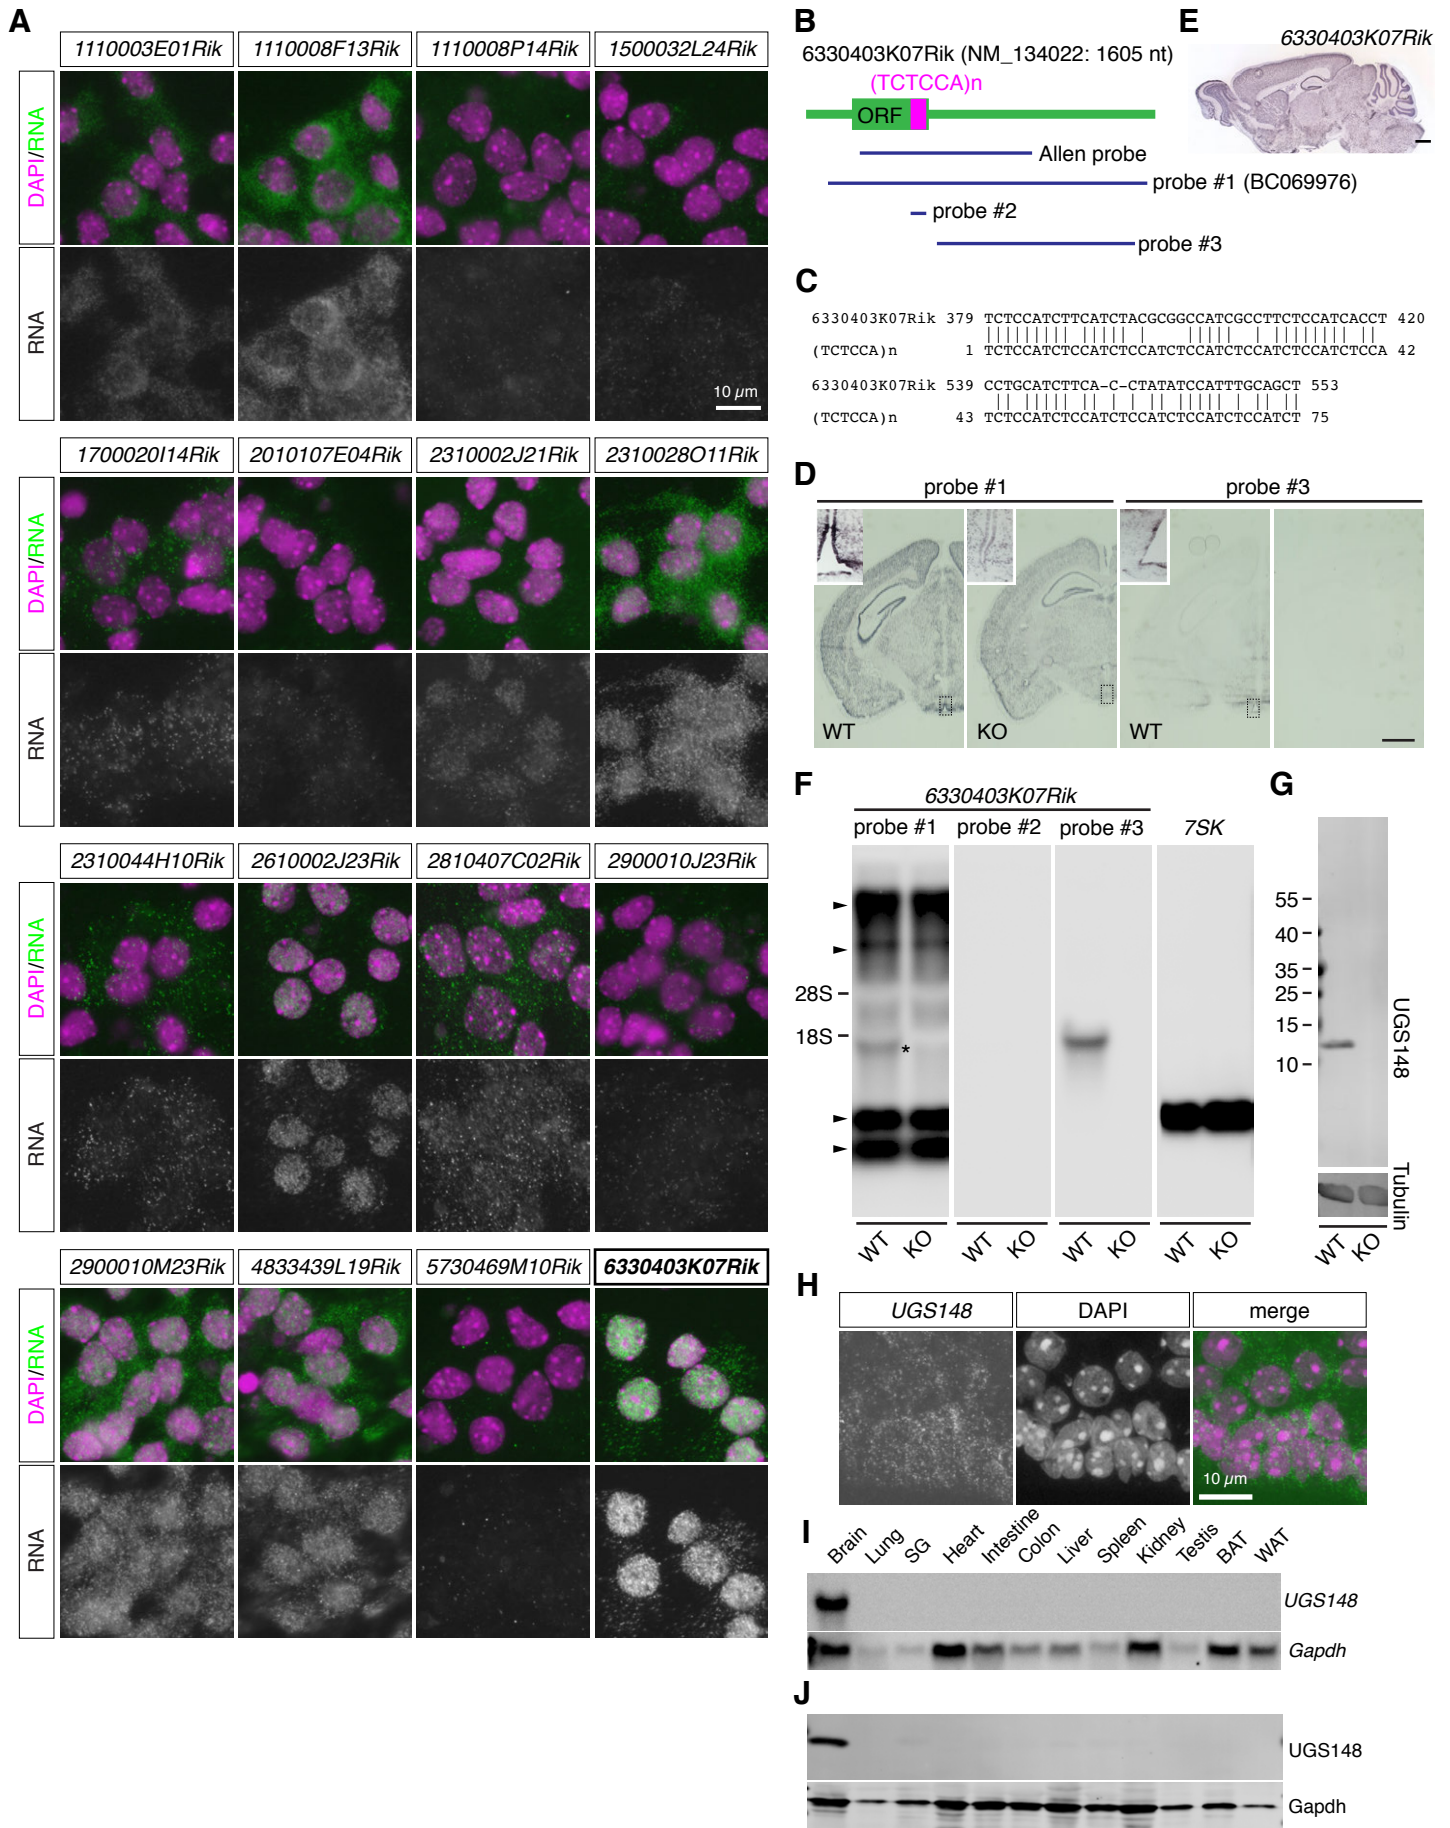 A
1110003E01Rik 1110008F13Rik 1110008P14Rik 1500032L24Rik
DAPI/RNA
RNA
10 µm
1700020I14Rik 2010107E04Rik 2310002J21Rik 2310028O11Rik
DAPI/RNA
RNA
2310044H10Rik 2610002J23Rik 2810407C02Rik 2900010J23Rik
DAPI/RNA
RNA
2900010M23Rik 4833439L19Rik 5730469M10Rik 6330403K07Rik
DAPI/RNA
RNA
B
6330403K07Rik (NM_134022: 1605 nt)
(TCTCCA)n
ORF
Allen probe
probe #1 (BC069976)
probe #2
probe #3
E
6330403K07Rik
C
6330403K07Rik 379 TCTCCATCTTCATCTACGCGGCCATCGCCTTCTCCATCACCT 420
(TCTCCA)n 1 TCTCCATCTCCATCTCCATCTCCATCTCCATCTCCATCTCCA 42
6330403K07Rik 539 CCTGCATCTTCA-C-CTATATCCATTTGCAGCT 553
(TCTCCA)n 43 TCTCCATCTCCATCTCCATCTCCATCTCCATCT 75
D
probe #1 probe #3
WT KO WT
F
6330403K07Rik
probe #1 probe #2 probe #3 7SK
28S
18S
*
WT KO WT KO WT KO WT KO
G
55
40
35
25
15
10
UGS148
Tubulin
WT KO
H
UGS148 DAPI merge
10 µm
I
Brain Lung SG Heart Intestine Colon Liver Spleen Kidney Testis BAT WAT
UGS148
Gapdh
J
UGS148
Gapdh